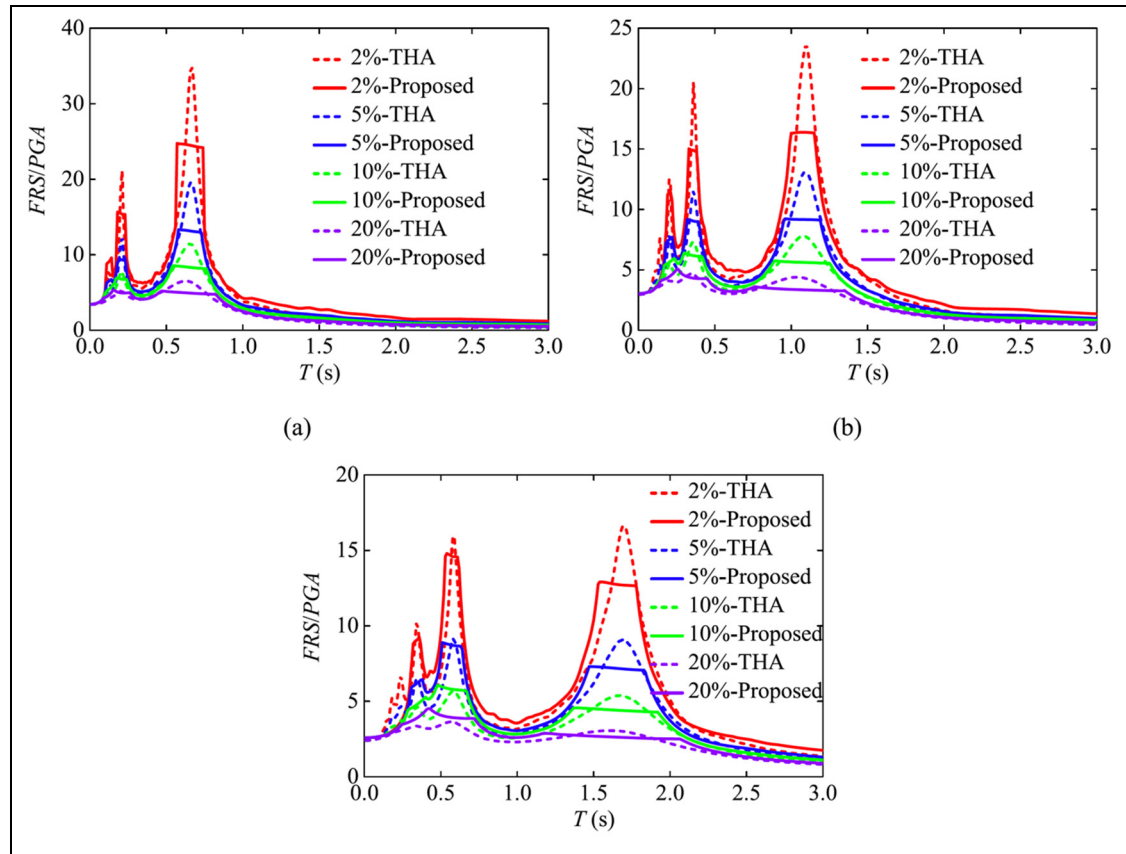 40
30
20
10
0
FRS/PGA
0.0 0.5 1.0 1.5 2.0 2.5 3.0
T (s)
2%-THA
2%-Proposed
5%-THA
5%-Proposed
10%-THA
10%-Proposed
20%-THA
20%-Proposed
(a)
25
20
15
10
5
0
FRS/PGA
0.0 0.5 1.0 1.5 2.0 2.5 3.0
T (s)
2%-THA
2%-Proposed
5%-THA
5%-Proposed
10%-THA
10%-Proposed
20%-THA
20%-Proposed
(b)
20
15
10
5
0
FRS/PGA
0.0 0.5 1.0 1.5 2.0 2.5 3.0
T (s)
2%-THA
2%-Proposed
5%-THA
5%-Proposed
10%-THA
10%-Proposed
20%-THA
20%-Proposed